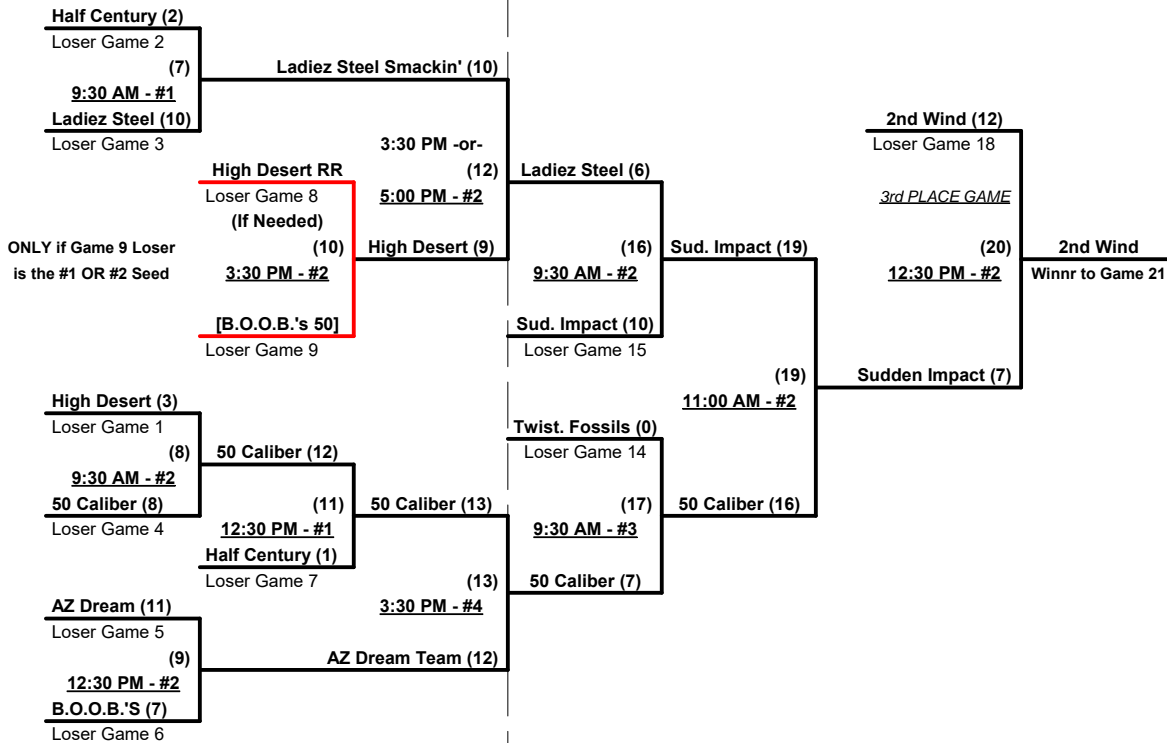 Half Century (2)
Loser Game 2
(7)
Ladiez Steel Smackin' (10)
9:30 AM - #1
Ladiez Steel (10)
Loser Game 3
2nd Wind (12)
Loser Game 18
3:30 PM -or-
High Desert RR
(12)
Ladiez Steel (6)
Loser Game 8
5:00 PM - #2
3rd PLACE GAME
(If Needed)
ONLY if Game 9 Loser
(10)
High Desert (9)
(16)
Sud. Impact (19)
(20)
2nd Wind
is the #1 OR #2 Seed
3:30 PM - #2
9:30 AM - #2
12:30 PM - #2
Winnr to Game 21
[B.O.O.B.'s 50]
Sud. Impact (10)
Loser Game 9
Loser Game 15
(19)
Sudden Impact (7)
High Desert (3)
11:00 AM - #2
Loser Game 1
Twist. Fossils (0)
(8)
50 Caliber (12)
Loser Game 14
9:30 AM - #2
50 Caliber (8)
(11)
50 Caliber (13)
(17)
50 Caliber (16)
Loser Game 4
12:30 PM - #1
9:30 AM - #3
Half Century (1)
Loser Game 7
(13)
50 Caliber (7)
AZ Dream (11)
3:30 PM - #4
Loser Game 5
(9)
AZ Dream Team (12)
12:30 PM - #2
B.O.O.B.'S (7)
Loser Game 6